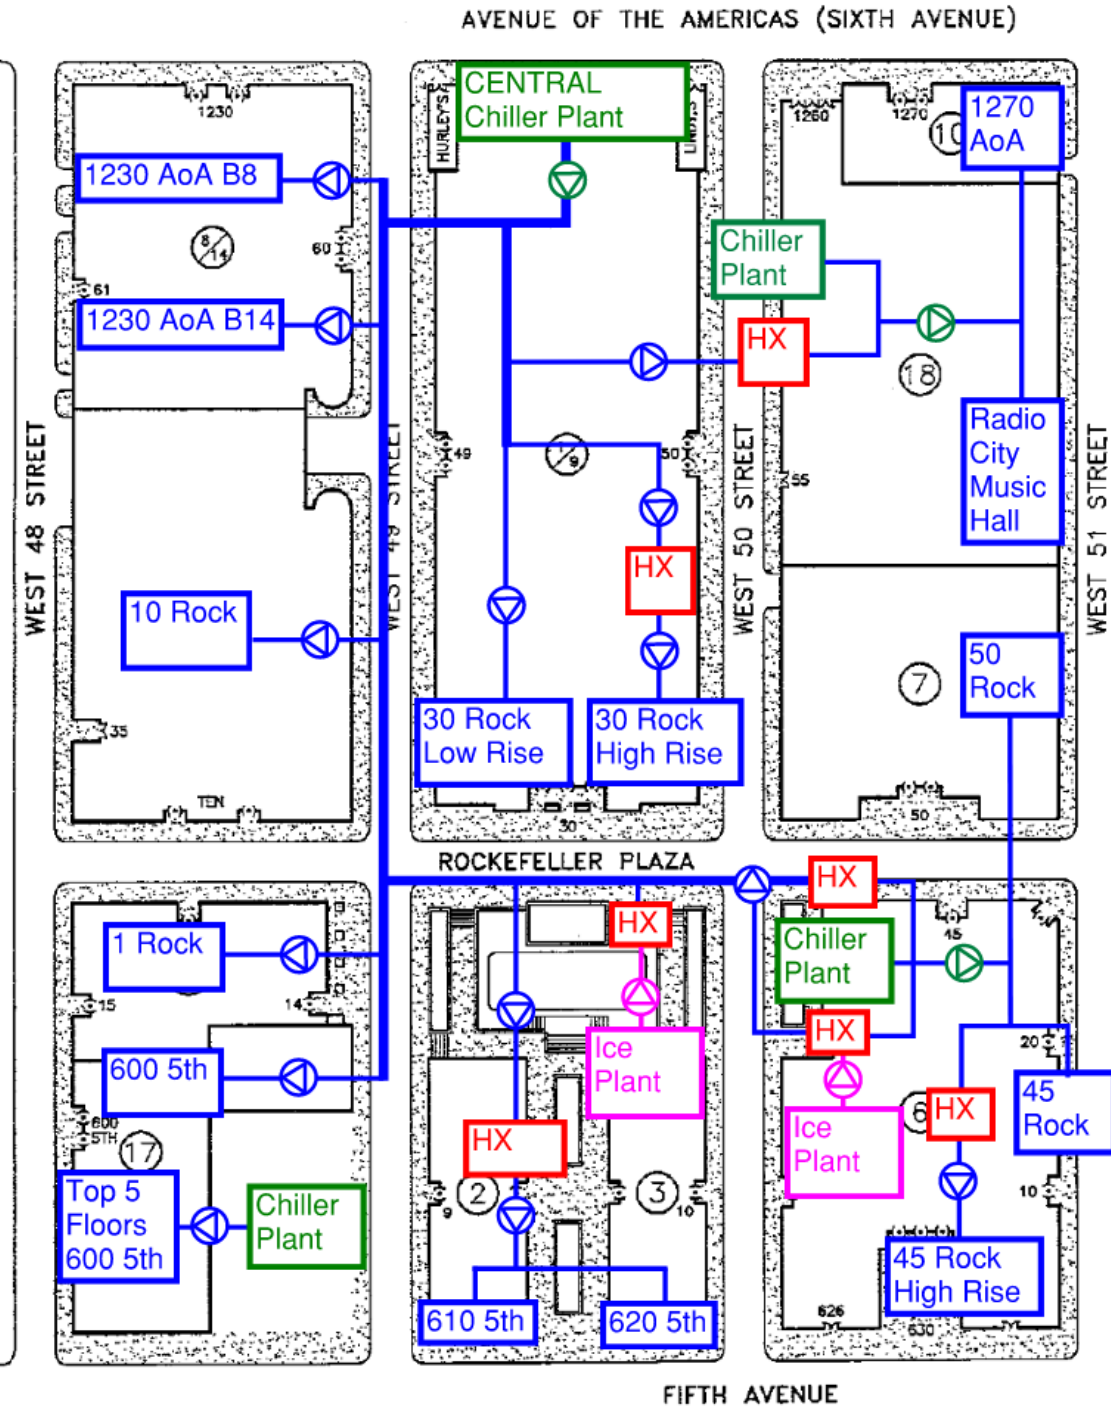 AVENUE OF THE AMERICAS (SIXTH AVENUE)
1230
1230 AoA B8
8/14
60
61
1230 AoA B14
WEST 48 STREET
10 Rock
35
TEN
HURLEY'S
CENTRAL
Chiller Plant
WEST 49 STREET
49
1/9
50
HX
30 Rock
Low Rise
30 Rock
High Rise
30
WEST 50 STREET
1260
1270
10
1270
AoA
Chiller
Plant
HX
18
Radio
City
Music
Hall
55
WEST 51 STREET
7
50
Rock
50
ROCKEFELLER PLAZA
1 Rock
15
14
600 5th
600
5TH
17
Top 5
Floors
600 5th
Chiller
Plant
HX
Ice
Plant
HX
2
3
9
10
610 5th
620 5th
HX
Chiller
Plant
45
HX
20
Ice
Plant
6
HX
45
Rock
10
45 Rock
High Rise
626
630
FIFTH AVENUE